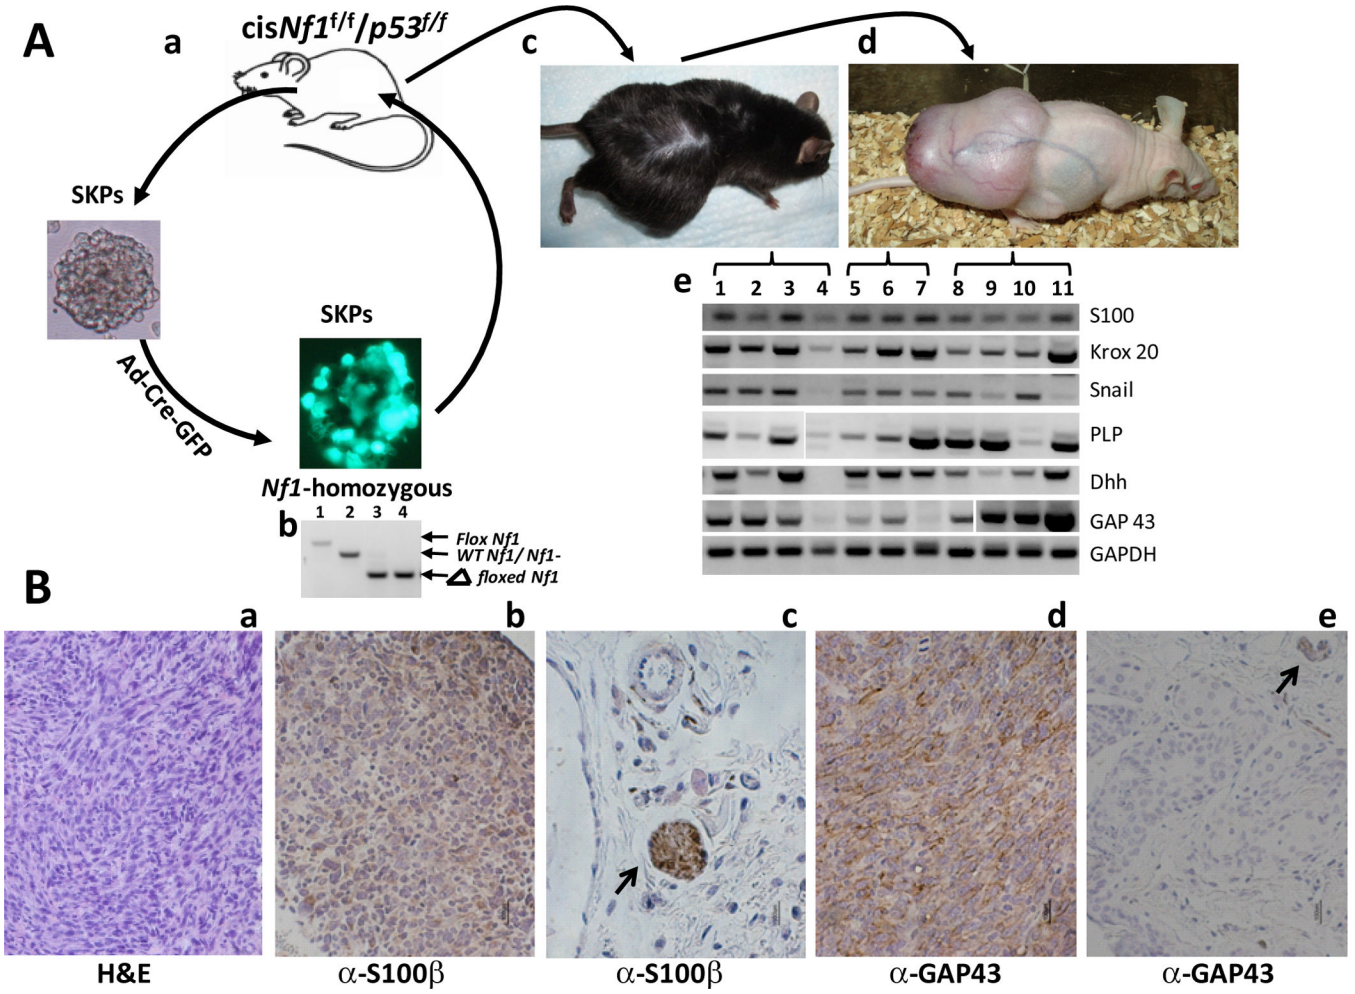 A
a
cisNf1f/f/p53f/f
c
d
SKPs
Ad-Cre-GFP
SKPs
Nf1-homozygous
b
1 2 3 4
Flox Nf1
WT Nf1/ Nf1-
Δ floxed Nf1
e
1 2 3 4 5 6 7 8 9 10 11
S100
Krox 20
Snail
PLP
Dhh
GAP 43
GAPDH
B
a b c d e
H&E
α-S100β
α-S100β
α-GAP43
α-GAP43